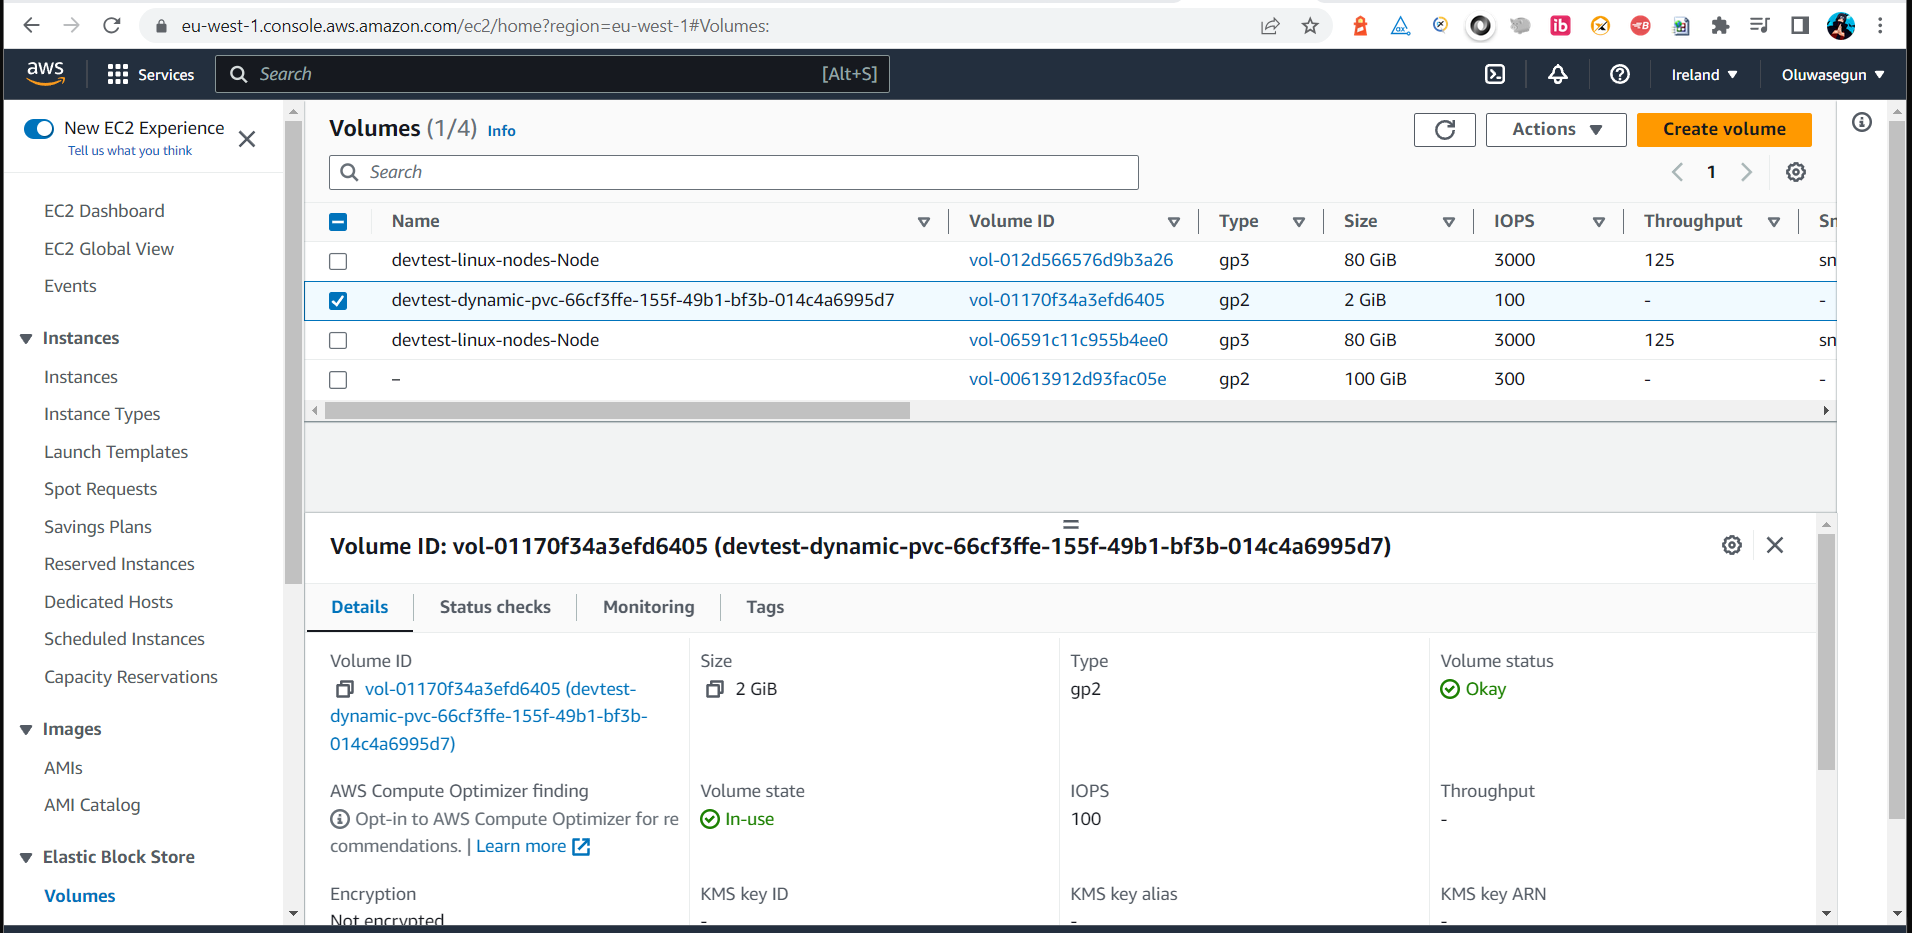 eu-west-1.console.aws.amazon.com/ec2/home?region=eu-west-1#Volumes:
aws Services Search [Alt+S] Ireland Oluwasegun
New EC2 Experience
Tell us what you think
EC2 Dashboard
EC2 Global View
Events
Instances
Instances
Instance Types
Launch Templates
Spot Requests
Savings Plans
Reserved Instances
Dedicated Hosts
Scheduled Instances
Capacity Reservations
Images
AMIs
AMI Catalog
Elastic Block Store
Volumes
Volumes (1/4) Info
Actions Create volume
Search
1
Name Volume ID Type Size IOPS Throughput Sn
devtest-linux-nodes-Node vol-012d566576d9b3a26 gp3 80 GiB 3000 125 sn
devtest-dynamic-pvc-66cf3ffe-155f-49b1-bf3b-014c4a6995d7 vol-01170f34a3efd6405 gp2 2 GiB 100 - -
devtest-linux-nodes-Node vol-06591c11c955b4ee0 gp3 80 GiB 3000 125 sn
– vol-00613912d93fac05e gp2 100 GiB 300 - -
Volume ID: vol-01170f34a3efd6405 (devtest-dynamic-pvc-66cf3ffe-155f-49b1-bf3b-014c4a6995d7)
Details Status checks Monitoring Tags
Volume ID
vol-01170f34a3efd6405 (devtest-
dynamic-pvc-66cf3ffe-155f-49b1-bf3b-
014c4a6995d7)
Size
2 GiB
Type
gp2
Volume status
Okay
AWS Compute Optimizer finding
Opt-in to AWS Compute Optimizer for re
commendations. | Learn more
Volume state
In-use
IOPS
100
Throughput
-
Encryption
Not encrypted
KMS key ID
-
KMS key alias
-
KMS key ARN
-